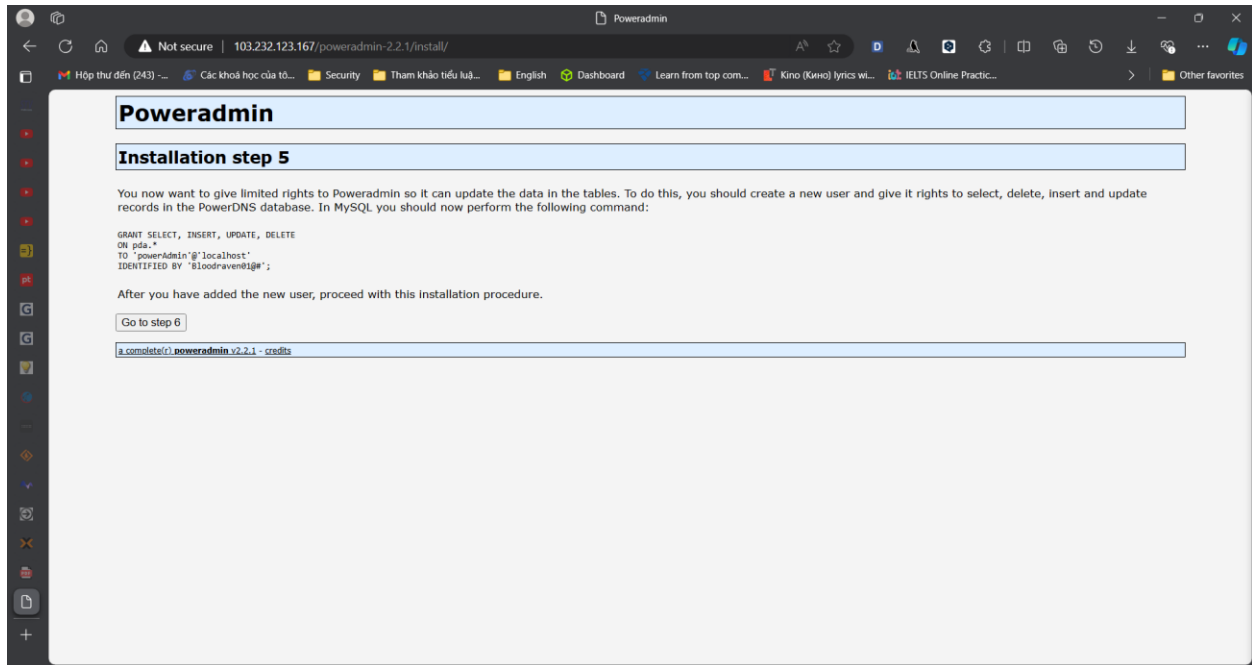 Poweradmin
Not secure | 103.232.123.167/poweradmin-2.2.1/install/
Hộp thư đến (243) -... Các khoá học của tô... Security Tham khảo tiểu luậ... English Dashboard Learn from top com... Kino (Кино) lyrics wi... IELTS Online Practic... Other favorites
Poweradmin
Installation step 5
You now want to give limited rights to Poweradmin so it can update the data in the tables. To do this, you should create a new user and give it rights to select, delete, insert and update
records in the PowerDNS database. In MySQL you should now perform the following command:
GRANT SELECT, INSERT, UPDATE, DELETE
ON pda.*
TO 'powerAdmin'@'localhost'
IDENTIFIED BY 'Bloodraven01@#';
After you have added the new user, proceed with this installation procedure.
Go to step 6
a complete(r) poweradmin v2.2.1 - credits